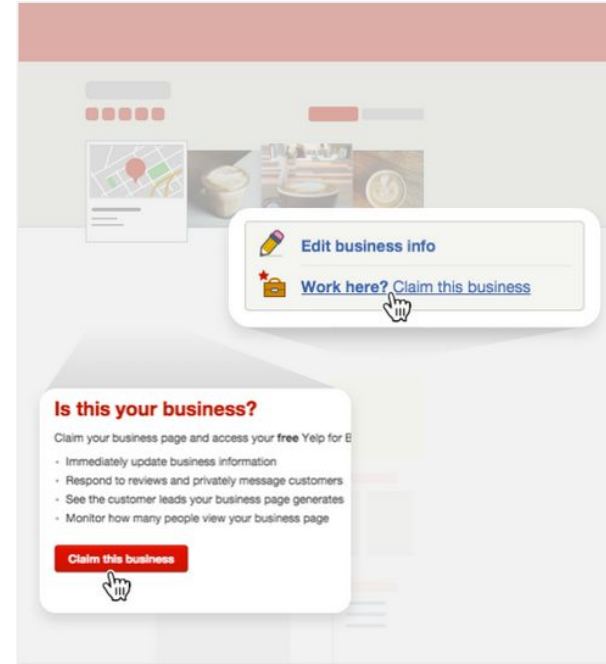 Edit business info
Work here? Claim this business
Is this your business?
Claim your business page and access your free Yelp for
Immediately update business information
Respond to reviews and privately message customers
See the customer leads your business page generates
Monitor how many people view your business page
Claim this business